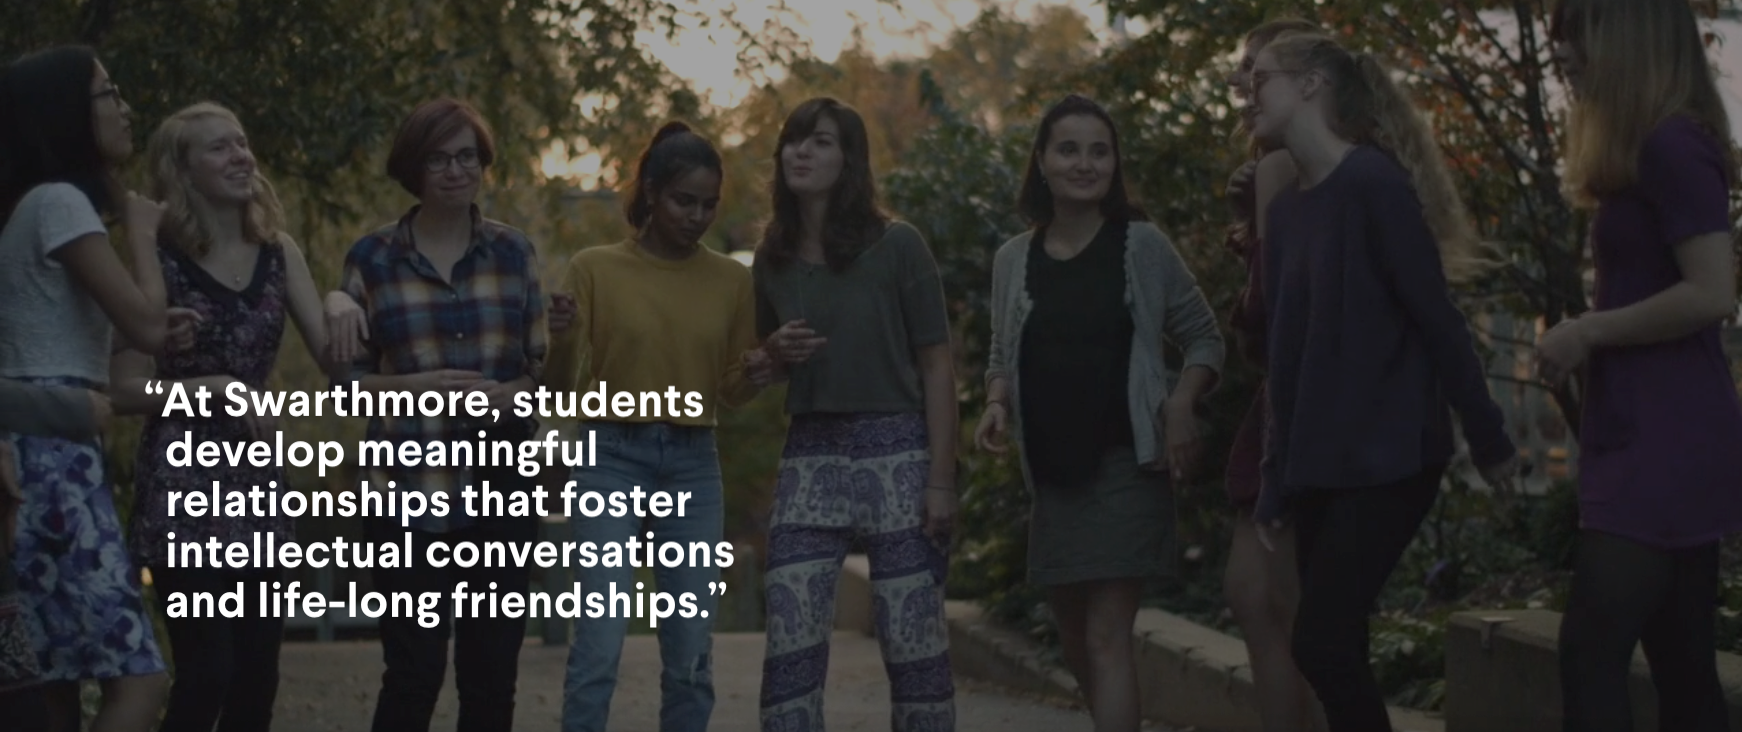 “At Swarthmore, students
develop meaningful
relationships that foster
intellectual conversations
and life-long friendships.”